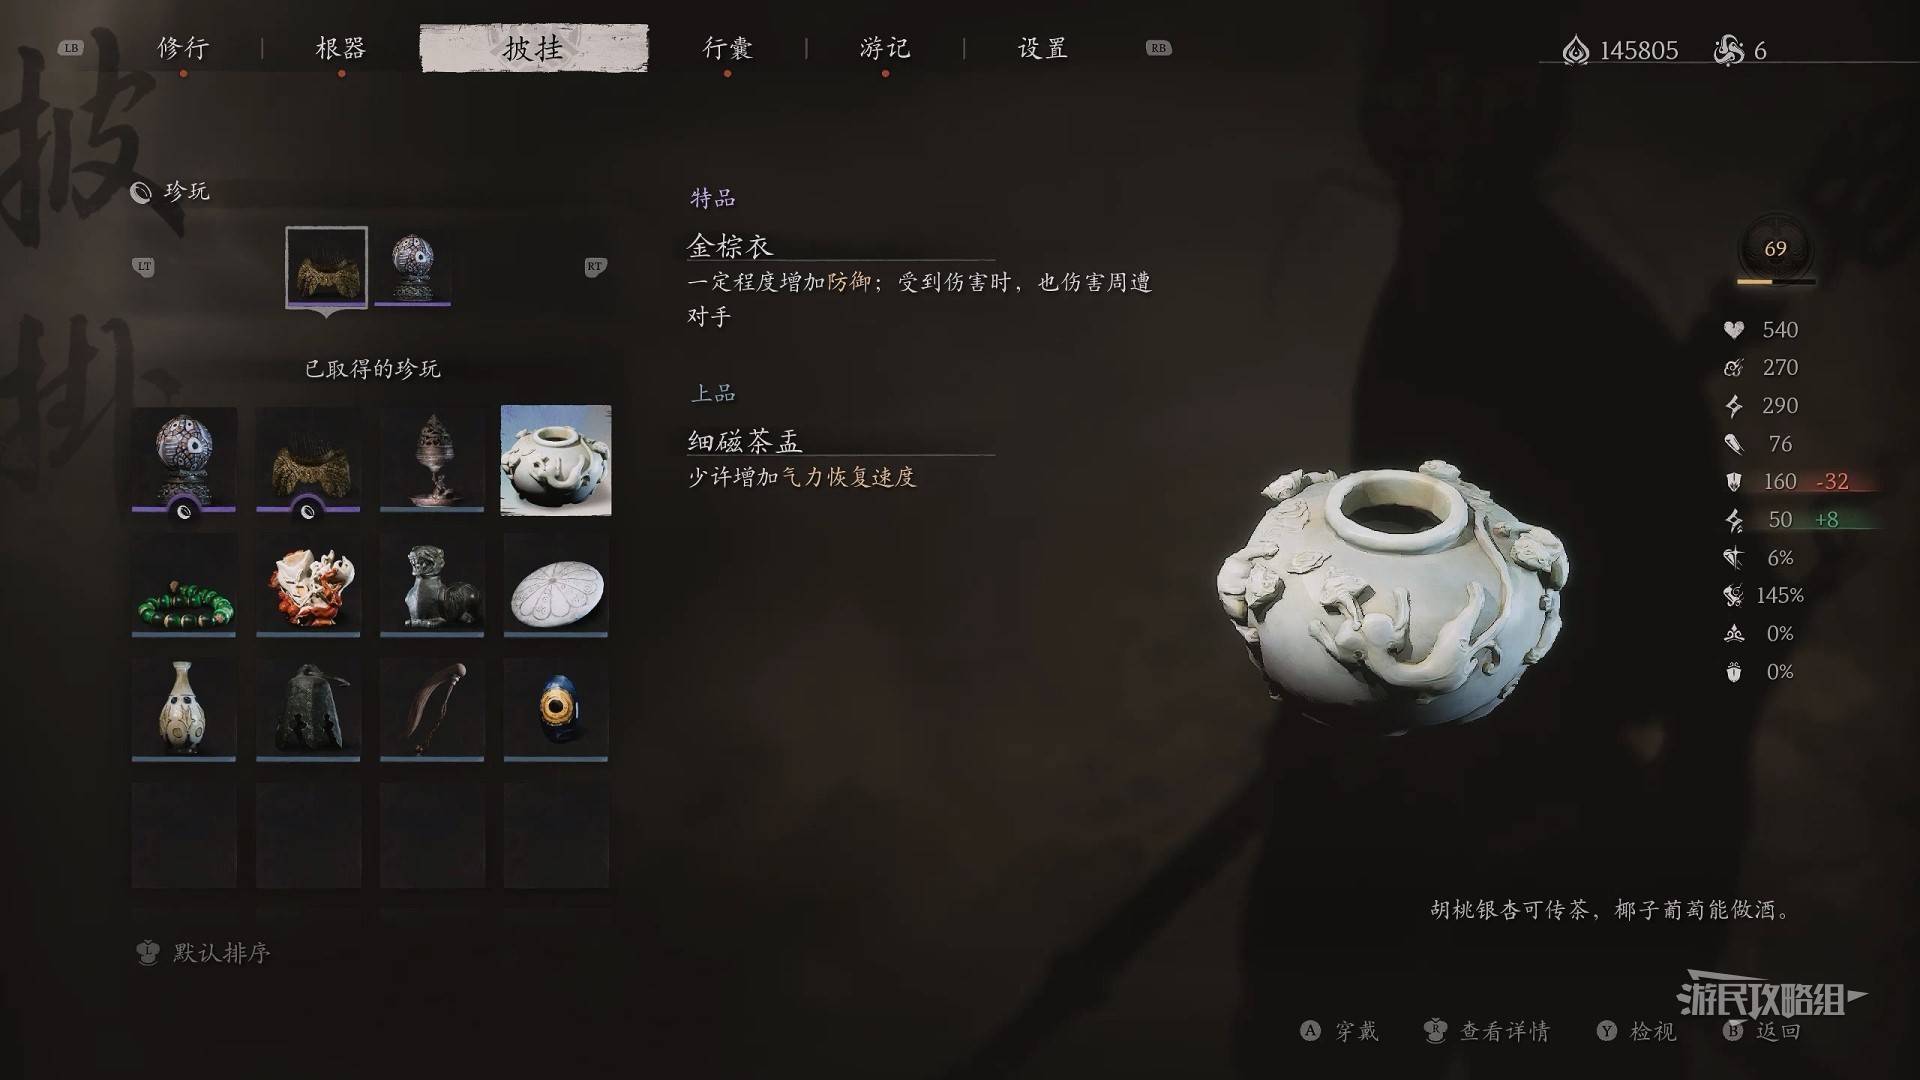 LB 修行 根器 披挂 行囊 游记 设置 RB 145805 6
披挂
珍玩
LT RT
已取得的珍玩
默认排序
特品
金棕衣
一定程度增加防御；受到伤害时，也伤害周遭
对手
上品
细磁茶盂
少许增加气力恢复速度
69
540
270
290
76
160 -32
50 +8
6%
145%
0%
0%
胡桃银杏可传茶，椰子葡萄能做酒。
游民攻略组
A 穿戴 R 查看详情 Y 检视 B 返回